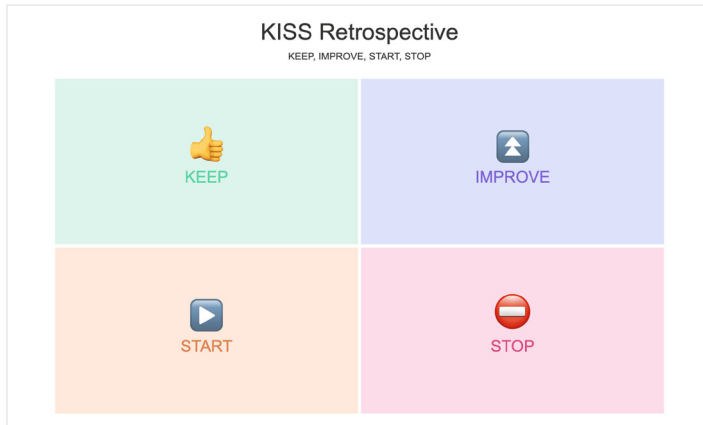 KISS Retrospective
KEEP, IMPROVE, START, STOP
KEEP
IMPROVE
START
STOP